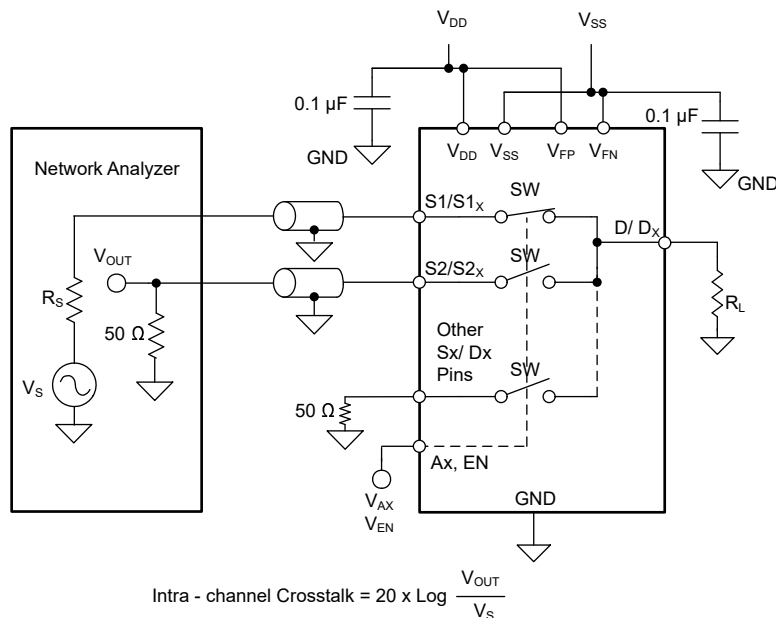 V_DD
V_SS
0.1 µF
0.1 µF
GND
V_DD
V_SS
V_FP
V_FN
GND
Network Analyzer
S1/S1_X
SW
D/ D_X
V_OUT
S2/S2_X
SW
R_S
50 Ω
R_L
Other
Sx/ Dx
Pins
SW
V_S
50 Ω
Ax, EN
V_AX
V_EN
GND
Intra - channel Crosstalk = 20 x Log V_OUT / V_S